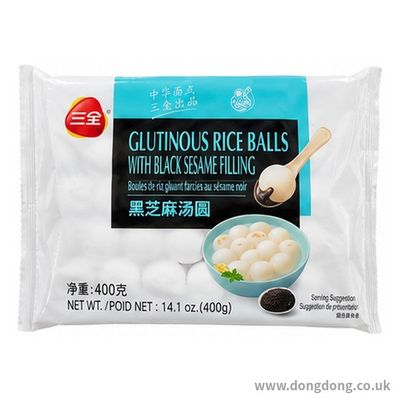 三全
中华面点
三全出品
GLUTINOUS RICE BALLS
WITH BLACK SESAME FILLING
Boules de riz gluant farcies au sésame noir
黑芝麻汤圆
净重:400克
NET WT. /POID NET : 14.1 oz.(400g)
Serving Suggestion
Suggestion de présentation
www.dongdong.co.uk